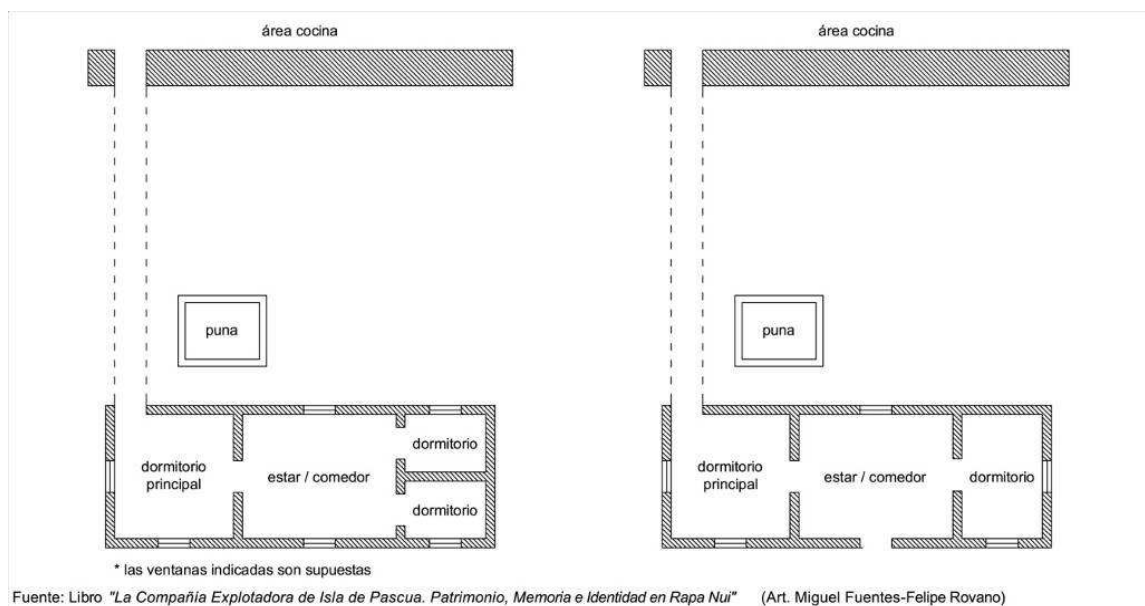 área cocina
área cocina
puna
puna
dormitorio
dormitorio
principal
estar / comedor
dormitorio
dormitorio
principal
estar / comedor
dormitorio
dormitorio
* las ventanas indicadas son supuestas
Fuente: Libro "La Compañia Explotadora de Isla de Pascua. Patrimonio, Memoria e Identidad en Rapa Nui" (Art. Miguel Fuentes-Felipe Rovano)